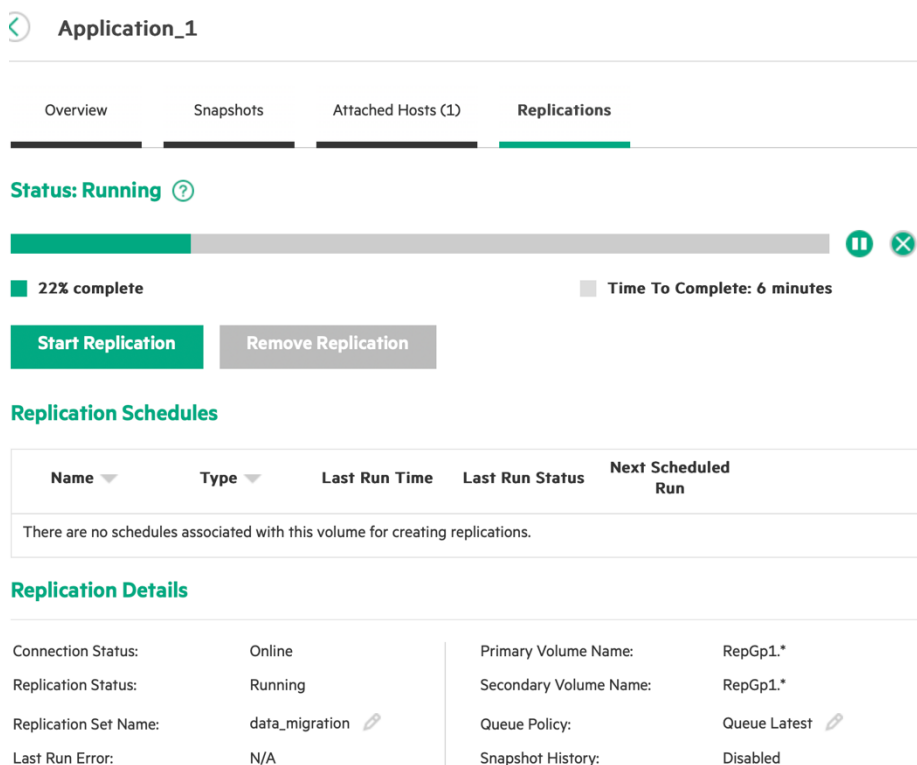 Application_1
Overview Snapshots Attached Hosts (1) Replications
Status: Running ?
22% complete Time To Complete: 6 minutes
Start Replication Remove Replication
Replication Schedules
Name Type Last Run Time Last Run Status Next Scheduled Run
There are no schedules associated with this volume for creating replications.
Replication Details
Connection Status: Online Primary Volume Name: RepGp1.*
Replication Status: Running Secondary Volume Name: RepGp1.*
Replication Set Name: data_migration Queue Policy: Queue Latest
Last Run Error: N/A Snapshot History: Disabled